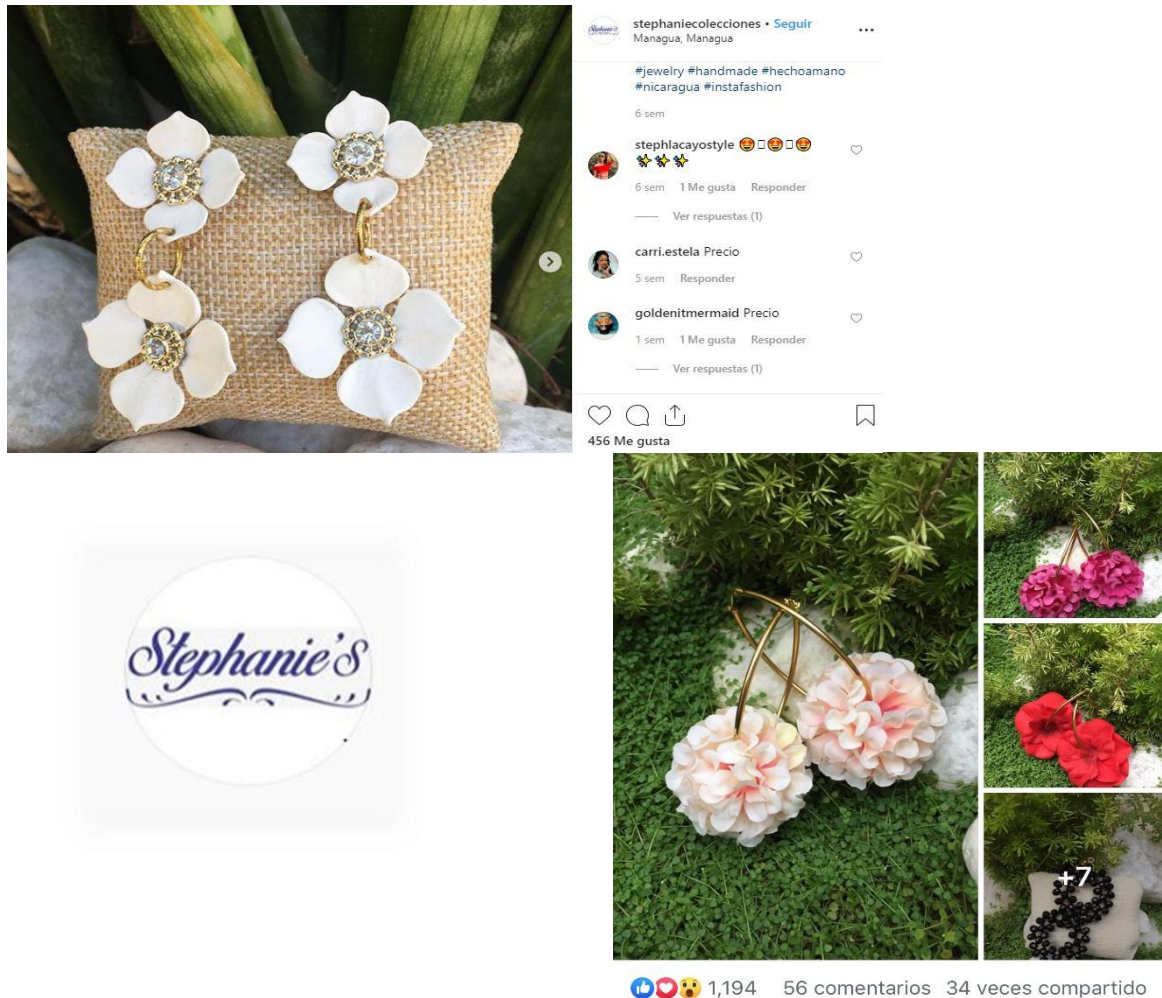 stephaniecolecciones • Seguir
Managua, Managua
#jewelry #handmade #hechoamano
#nicaragua #instafashion
6 sem
stephlacayostyle
6 sem 1 Me gusta Responder
Ver respuestas (1)
carri.estela Precio
5 sem Responder
goldenitmermaid Precio
1 sem 1 Me gusta Responder
Ver respuestas (1)
456 Me gusta
Stephanie's
+7
1,194 56 comentarios 34 veces compartido